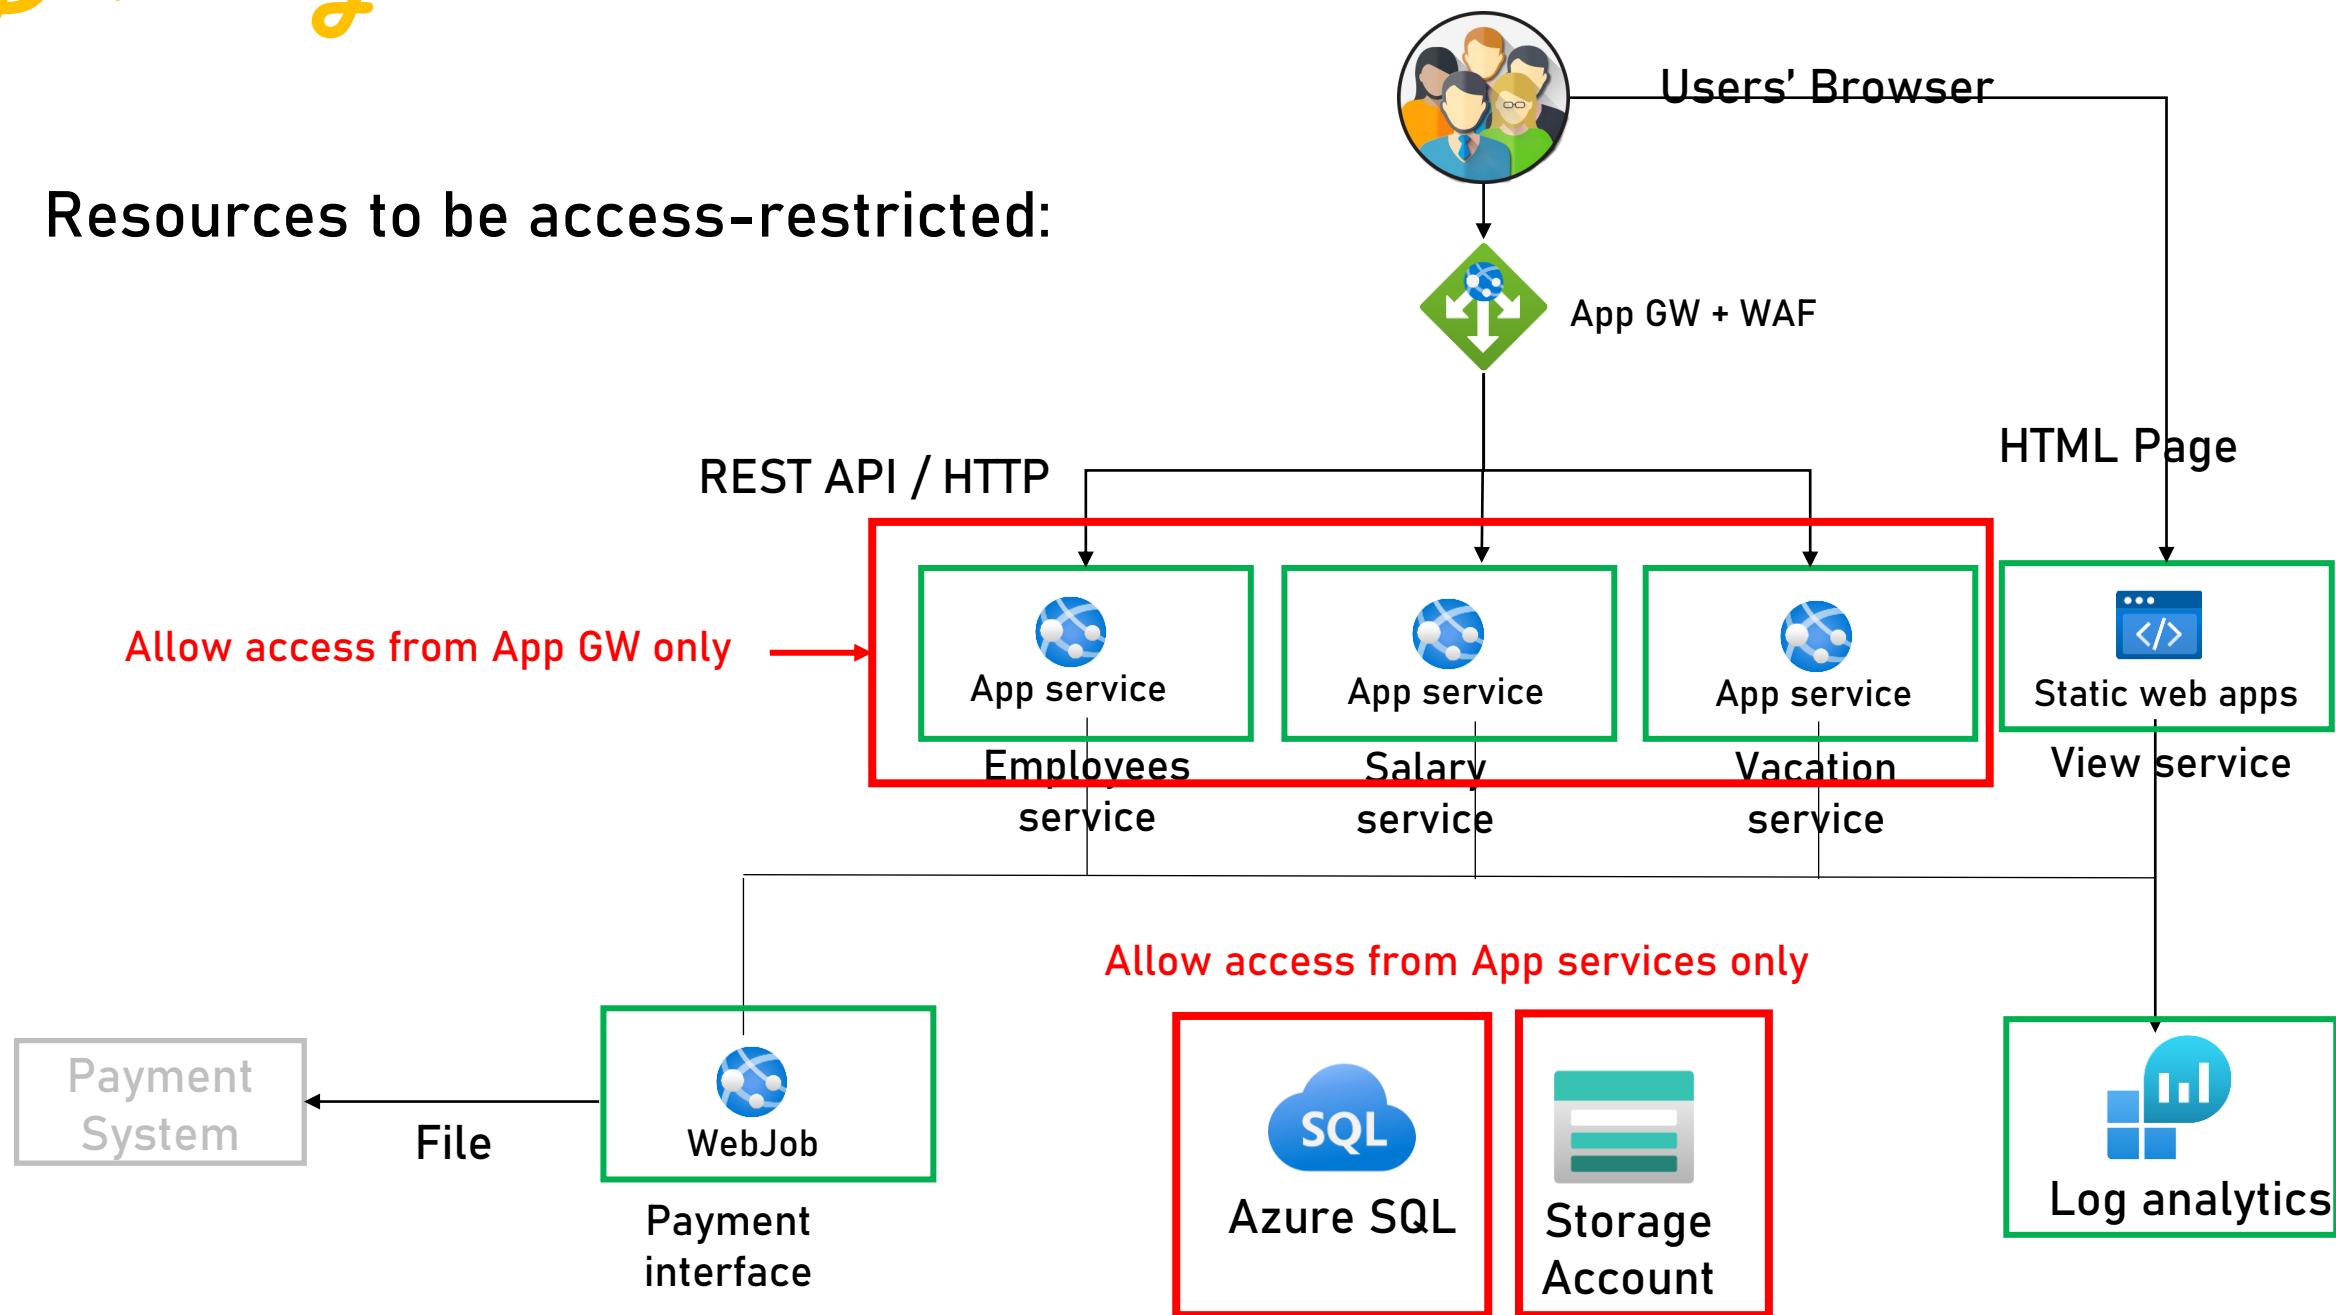 Users' Browser
Resources to be access-restricted:
App GW + WAF
HTML Page
REST API / HTTP
Allow access from App GW only
App service
App service
App service
Static web apps
Employees
service
Salary
service
Vacation
service
View service
Allow access from App services only
Payment
System
File
WebJob
Payment
interface
SQL
Azure SQL
Storage
Account
Log analytics